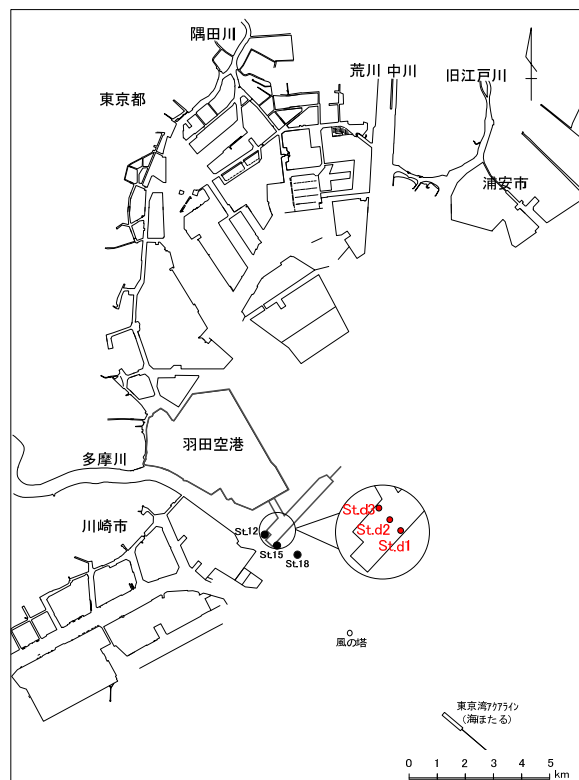 隅田川
荒川 中川
旧江戸川
東京都
浦安市
羽田空港
多摩川
川崎市
St.12
St.15
St.18
St.d3
St.d2
St.d1
風の塔
東京湾アクアライン
(海ほたる)
0 1 2 3 4 5
km